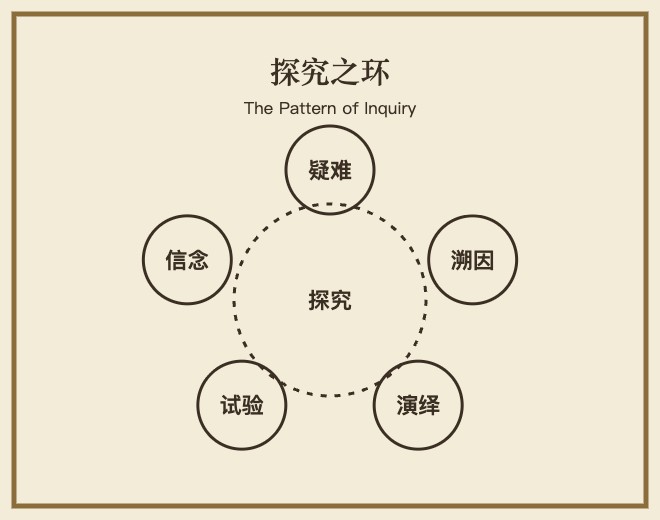 探究之环
The Pattern of Inquiry
疑难
信念
溯因
探究
试验
演绎